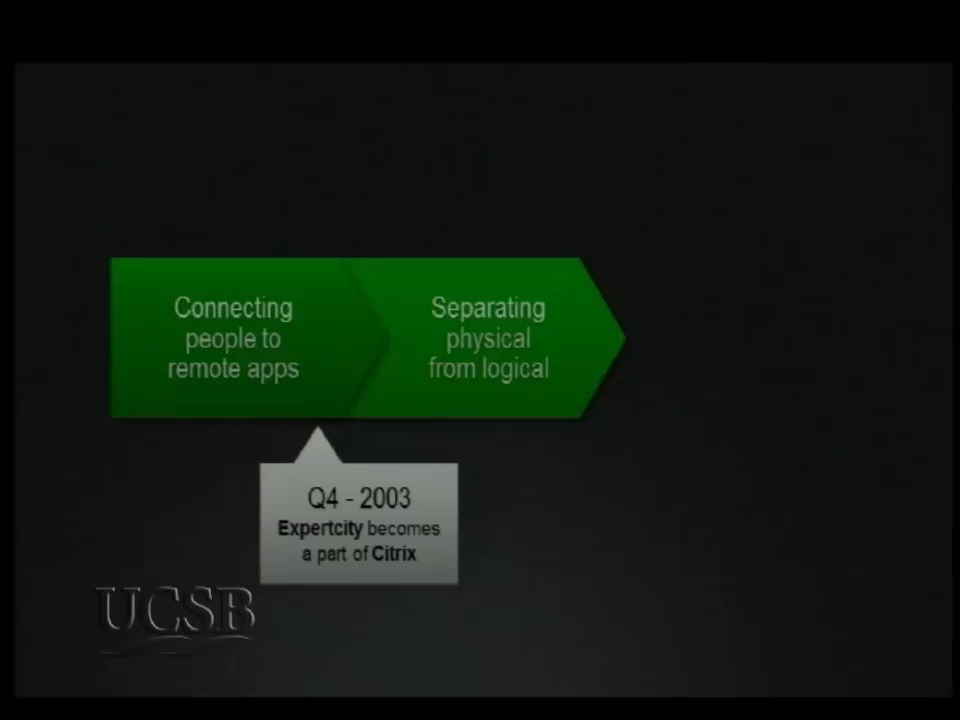 Connecting
people to
remote apps
Separating
physical
from logical
Q4 - 2003
Expertcity becomes
a part of Citrix
UCSB